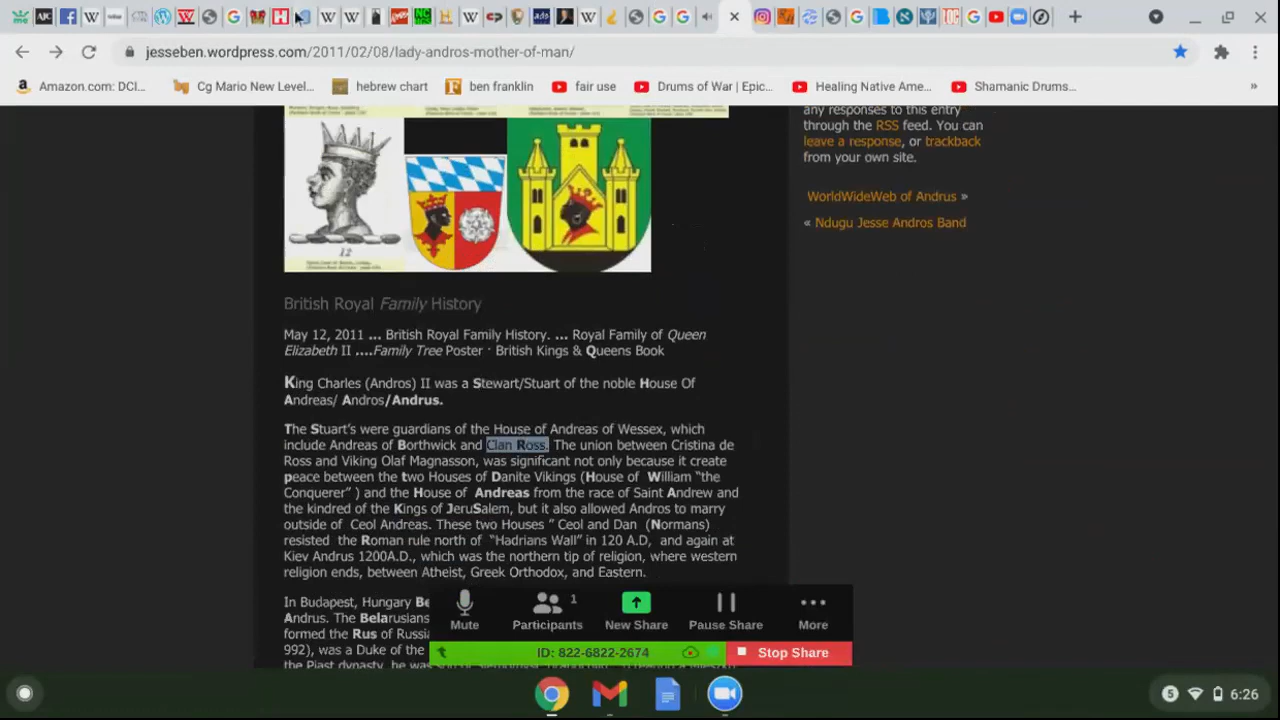 jesseben.wordpress.com/2011/02/08/lady-andros-mother-of-man/
Amazon.com: DCI...
Cg Mario New Level...
hebrew chart
ben franklin
fair use
Drums of War | Epic...
Healing Native Ame...
Shamanic Drums...
»
any responses to this entry
through the RSS feed. You can
leave a response, or trackback
from your own site.
WorldWideWeb of Andrus »
« Ndugu Jesse Andros Band
12
British Royal Family History
May 12, 2011 ... British Royal Family History. ... Royal Family of Queen
Elizabeth II ....Family Tree Poster · British Kings & Queens Book
King Charles (Andros) II was a Stewart/Stuart of the noble House Of
Andreas/ Andros/Andrus.
The Stuart's were guardians of the House of Andreas of Wessex, which
include Andreas of Borthwick and Clan Ross. The union between Cristina de
Ross and Viking Olaf Magnasson, was significant not only because it create
peace between the two Houses of Danite Vikings (House of William "the
Conquerer" ) and the House of Andreas from the race of Saint Andrew and
the kindred of the Kings of JeruSalem, but it also allowed Andros to marry
outside of Ceol Andreas. These two Houses " Ceol and Dan (Normans)
resisted the Roman rule north of "Hadrians Wall" in 120 A.D, and again at
Kiev Andrus 1200A.D., which was the northern tip of religion, where western
religion ends, between Atheist, Greek Orthodox, and Eastern.
In Budapest, Hungary Be
Andrus. The Belarusians
formed the Rus of Russia
992), was a Duke of the
the Piast dynasty, he was
Mute
Participants
1
New Share
Pause Share
More
ID: 822-6822-2674
Stop Share
5
6:26